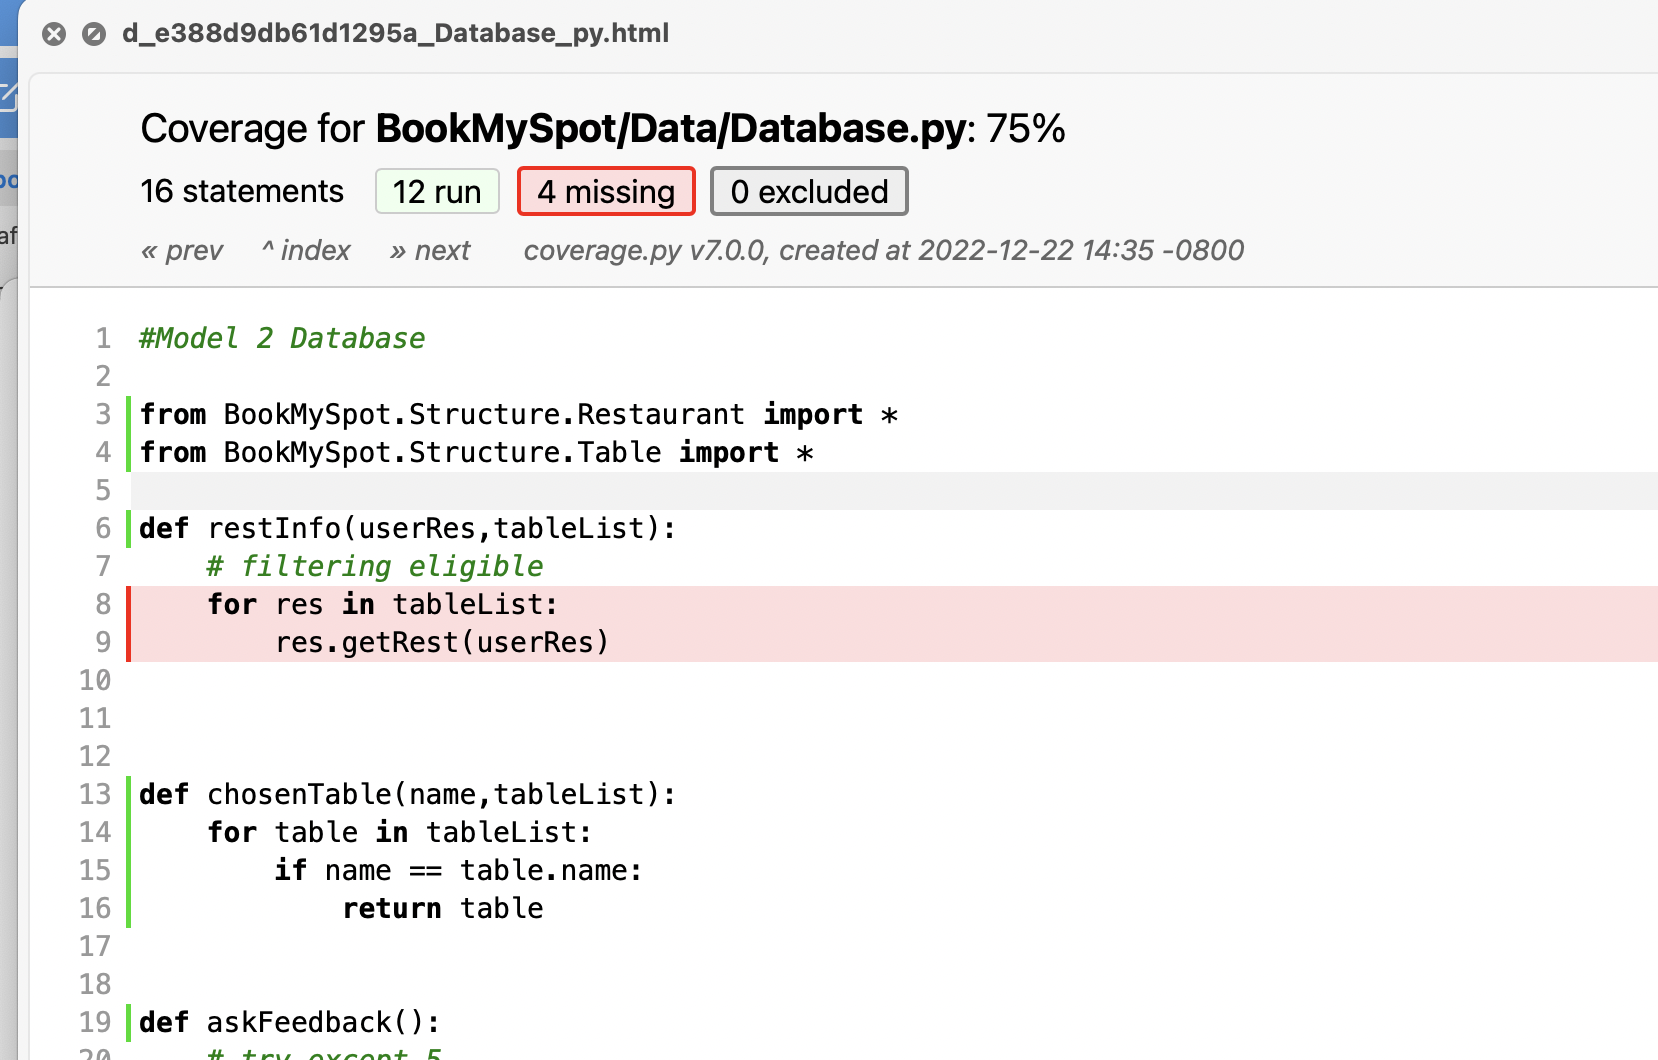 d_e388d9db61d1295a_Database_py.html
Coverage for BookMySpot/Data/Database.py: 75%
16 statements 12 run 4 missing 0 excluded
« prev ^ index » next coverage.py v7.0.0, created at 2022-12-22 14:35 -0800
1 #Model 2 Database
2
3 from BookMySpot.Structure.Restaurant import *
4 from BookMySpot.Structure.Table import *
5
6 def restInfo(userRes,tableList):
7     # filtering eligible
8     for res in tableList:
9         res.getRest(userRes)
10
11
12
13 def chosenTable(name,tableList):
14     for table in tableList:
15         if name == table.name:
16             return table
17
18
19 def askFeedback():
20     # try except 5